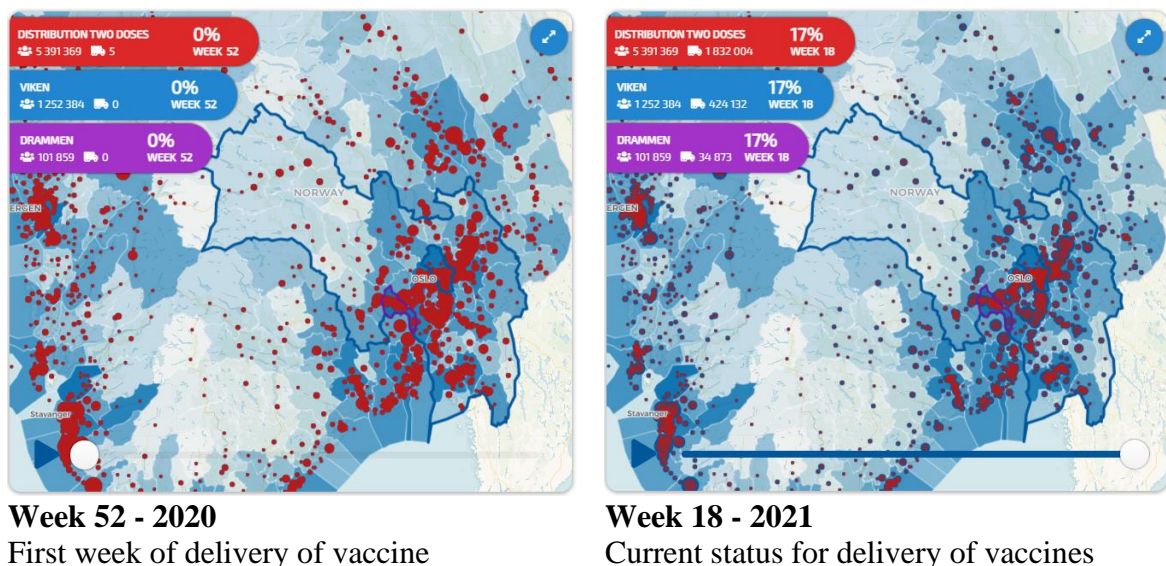 DISTRIBUTION TWO DOSES 0%
5 391 369 5 WEEK 52
VIKEN 0%
1 252 384 0 WEEK 52
DRAMMEN 0%
101 859 0 WEEK 52
NORWAY
ERGEN
OSLO
Stavanger
DISTRIBUTION TWO DOSES 17%
5 391 369 1 832 004 WEEK 18
VIKEN 17%
1 252 384 424 132 WEEK 18
DRAMMEN 17%
101 859 34 873 WEEK 18
NORWAY
ERGEN
OSLO
Stavanger
Week 52 - 2020
First week of delivery of vaccine
Week 18 - 2021
Current status for delivery of vaccines